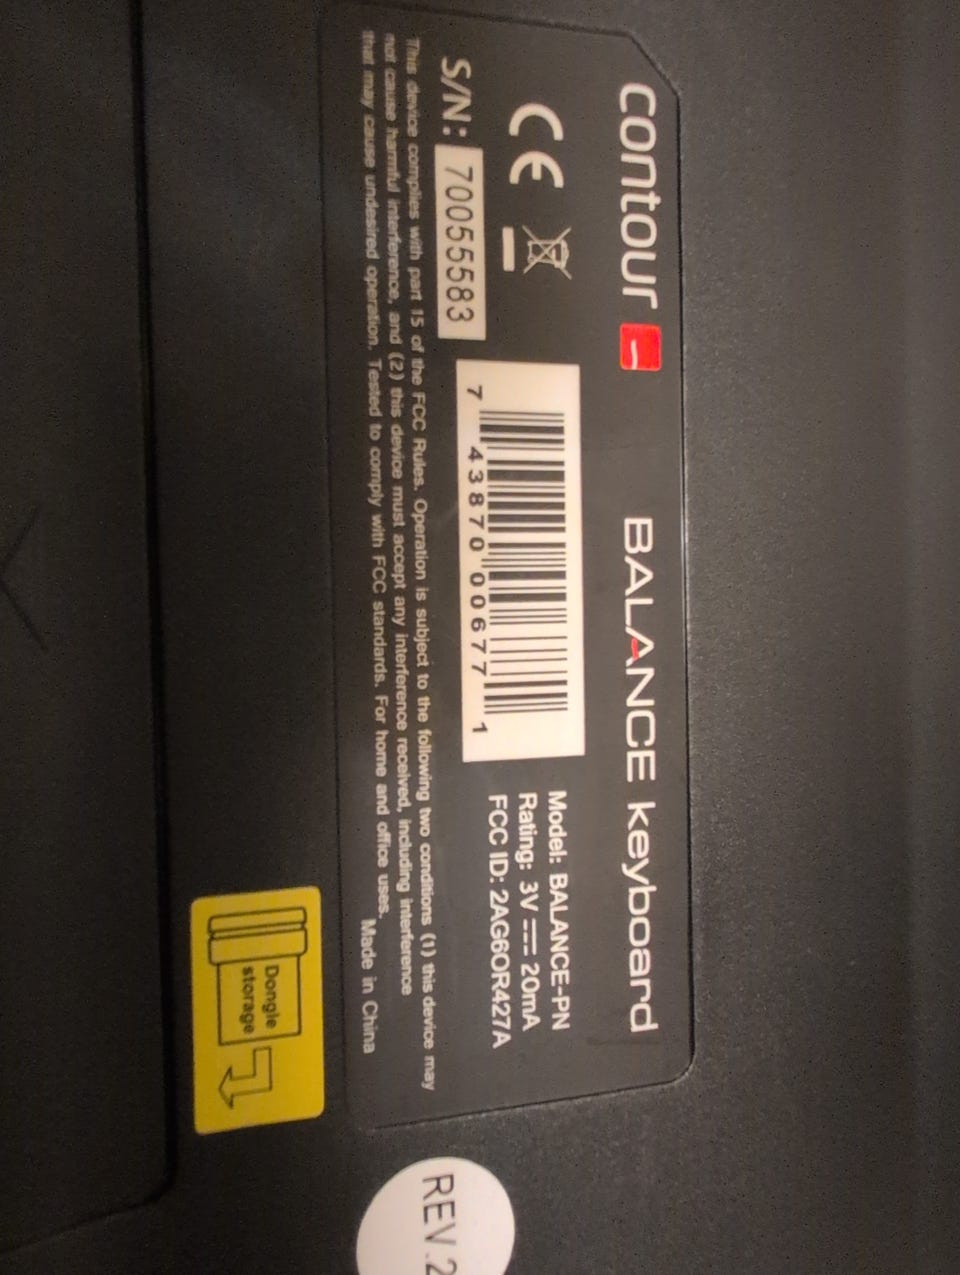 contour
BALANCE keyboard
CE
Model: BALANCE-PN
Rating: 3V 20mA
FCC ID: 2AG6OR427A
S/N: 70055583
7 43870 00677 1
This device complies with part 15 of the FCC Rules. Operation is subject to the following two conditions (1) this device may
not cause harmful interference, and (2) this device must accept any interference received, including interference
that may cause undesired operation. Tested to comply with FCC standards. For home and office uses. Made in China
Dongle
storage
REV.2